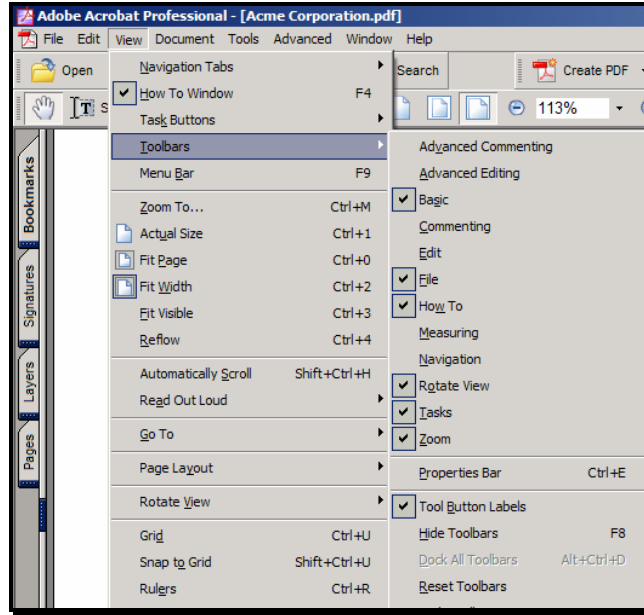 Adobe Acrobat Professional - [Acme Corporation.pdf]
File Edit View Document Tools Advanced Window Help
Open
Search
Create PDF
T S
113%
Navigation Tabs
How To Window F4
Task Buttons
Toolbars
Menu Bar F9
Zoom To... Ctrl+M
Actual Size Ctrl+1
Fit Page Ctrl+0
Fit Width Ctrl+2
Fit Visible Ctrl+3
Reflow Ctrl+4
Automatically Scroll Shift+Ctrl+H
Read Out Loud
Go To
Page Layout
Rotate View
Grid Ctrl+U
Snap to Grid Shift+Ctrl+U
Rulers Ctrl+R
Advanced Commenting
Advanced Editing
Basic
Commenting
Edit
File
How To
Measuring
Navigation
Rotate View
Tasks
Zoom
Properties Bar Ctrl+E
Tool Button Labels
Hide Toolbars F8
Dock All Toolbars Alt+Ctrl+D
Reset Toolbars
Bookmarks
Signatures
Layers
Pages